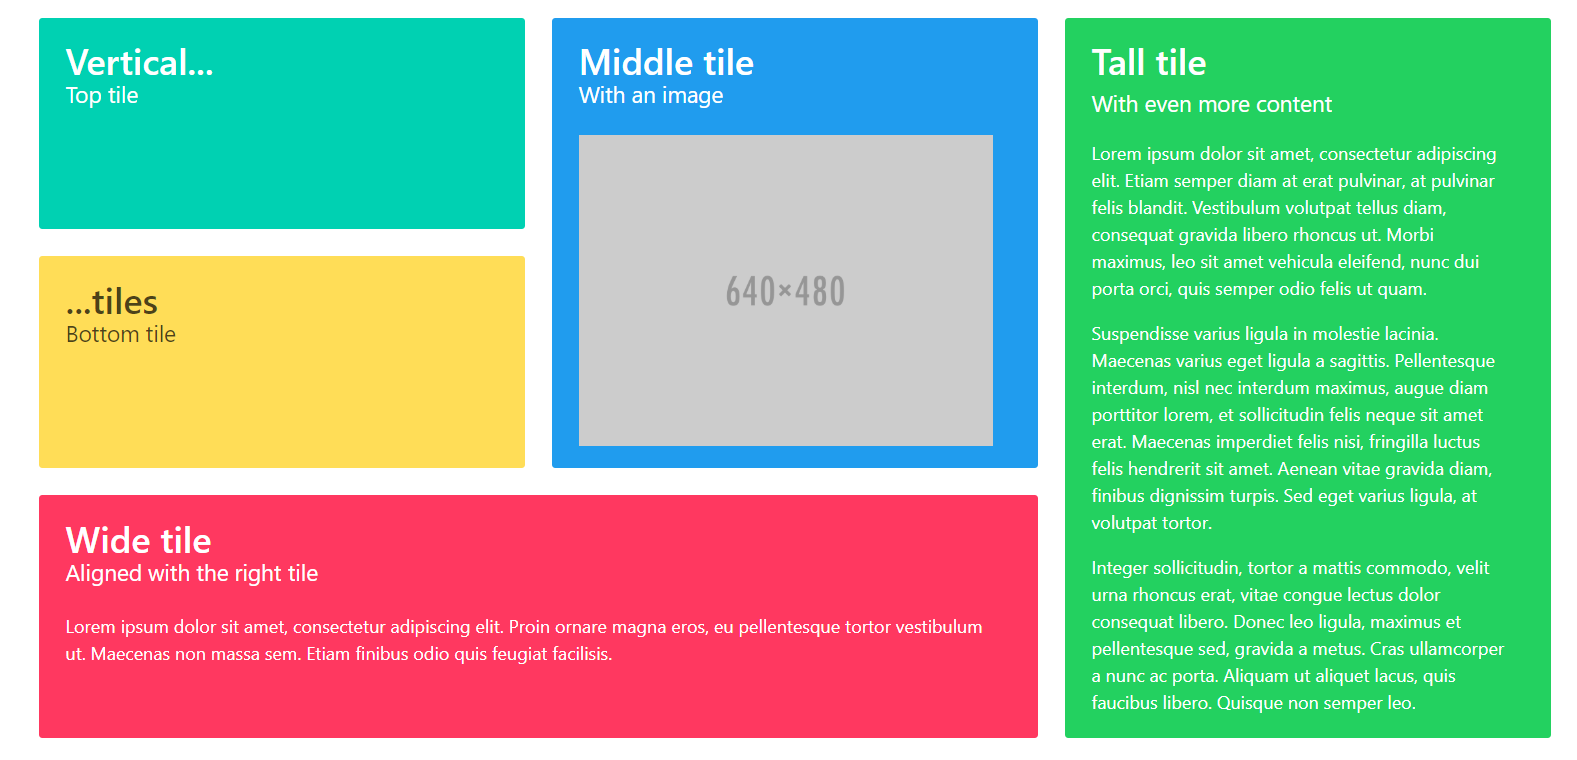 Vertical...
Top tile
...tiles
Bottom tile
Middle tile
With an image
640×480
Wide tile
Aligned with the right tile
Lorem ipsum dolor sit amet, consectetur adipiscing elit. Proin ornare magna eros, eu pellentesque tortor vestibulum
ut. Maecenas non massa sem. Etiam finibus odio quis feugiat facilisis.
Tall tile
With even more content
Lorem ipsum dolor sit amet, consectetur adipiscing
elit. Etiam semper diam at erat pulvinar, at pulvinar
felis blandit. Vestibulum volutpat tellus diam,
consequat gravida libero rhoncus ut. Morbi
maximus, leo sit amet vehicula eleifend, nunc dui
porta orci, quis semper odio felis ut quam.
Suspendisse varius ligula in molestie lacinia.
Maecenas varius eget ligula a sagittis. Pellentesque
interdum, nisl nec interdum maximus, augue diam
porttitor lorem, et sollicitudin felis neque sit amet
erat. Maecenas imperdiet felis nisi, fringilla luctus
felis hendrerit sit amet. Aenean vitae gravida diam,
finibus dignissim turpis. Sed eget varius ligula, at
volutpat tortor.
Integer sollicitudin, tortor a mattis commodo, velit
urna rhoncus erat, vitae congue lectus dolor
consequat libero. Donec leo ligula, maximus et
pellentesque sed, gravida a metus. Cras ullamcorper
a nunc ac porta. Aliquam ut aliquet lacus, quis
faucibus libero. Quisque non semper leo.